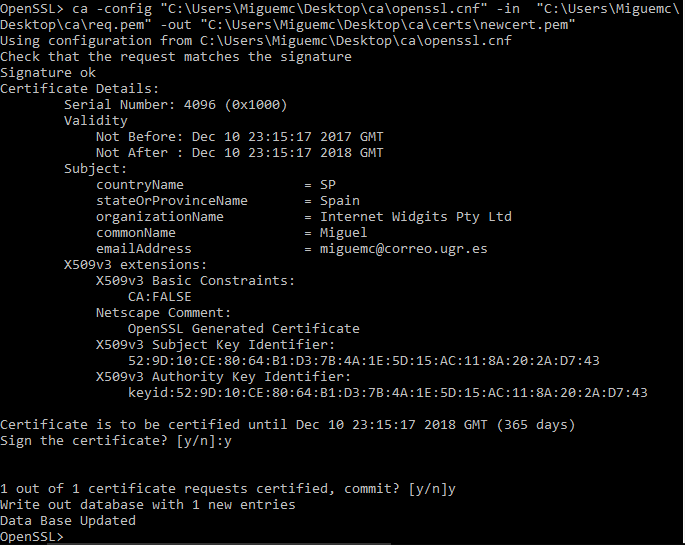 OpenSSL> ca -config "C:\Users\Miguemc\Desktop\ca\openssl.cnf" -in  "C:\Users\Miguemc\
Desktop\ca\req.pem" -out "C:\Users\Miguemc\Desktop\ca\certs\newcert.pem"
Using configuration from C:\Users\Miguemc\Desktop\ca\openssl.cnf
Check that the request matches the signature
Signature ok
Certificate Details:
        Serial Number: 4096 (0x1000)
        Validity
            Not Before: Dec 10 23:15:17 2017 GMT
            Not After : Dec 10 23:15:17 2018 GMT
        Subject:
            countryName               = SP
            stateOrProvinceName       = Spain
            organizationName          = Internet Widgits Pty Ltd
            commonName                = Miguel
            emailAddress              = miguemc@correo.ugr.es
        X509v3 extensions:
            X509v3 Basic Constraints:
                CA:FALSE
            Netscape Comment:
                OpenSSL Generated Certificate
            X509v3 Subject Key Identifier:
                52:9D:10:CE:80:64:B1:D3:7B:4A:1E:5D:15:AC:11:8A:20:2A:D7:43
            X509v3 Authority Key Identifier:
                keyid:52:9D:10:CE:80:64:B1:D3:7B:4A:1E:5D:15:AC:11:8A:20:2A:D7:43
Certificate is to be certified until Dec 10 23:15:17 2018 GMT (365 days)
Sign the certificate? [y/n]:y
1 out of 1 certificate requests certified, commit? [y/n]y
Write out database with 1 new entries
Data Base Updated
OpenSSL>